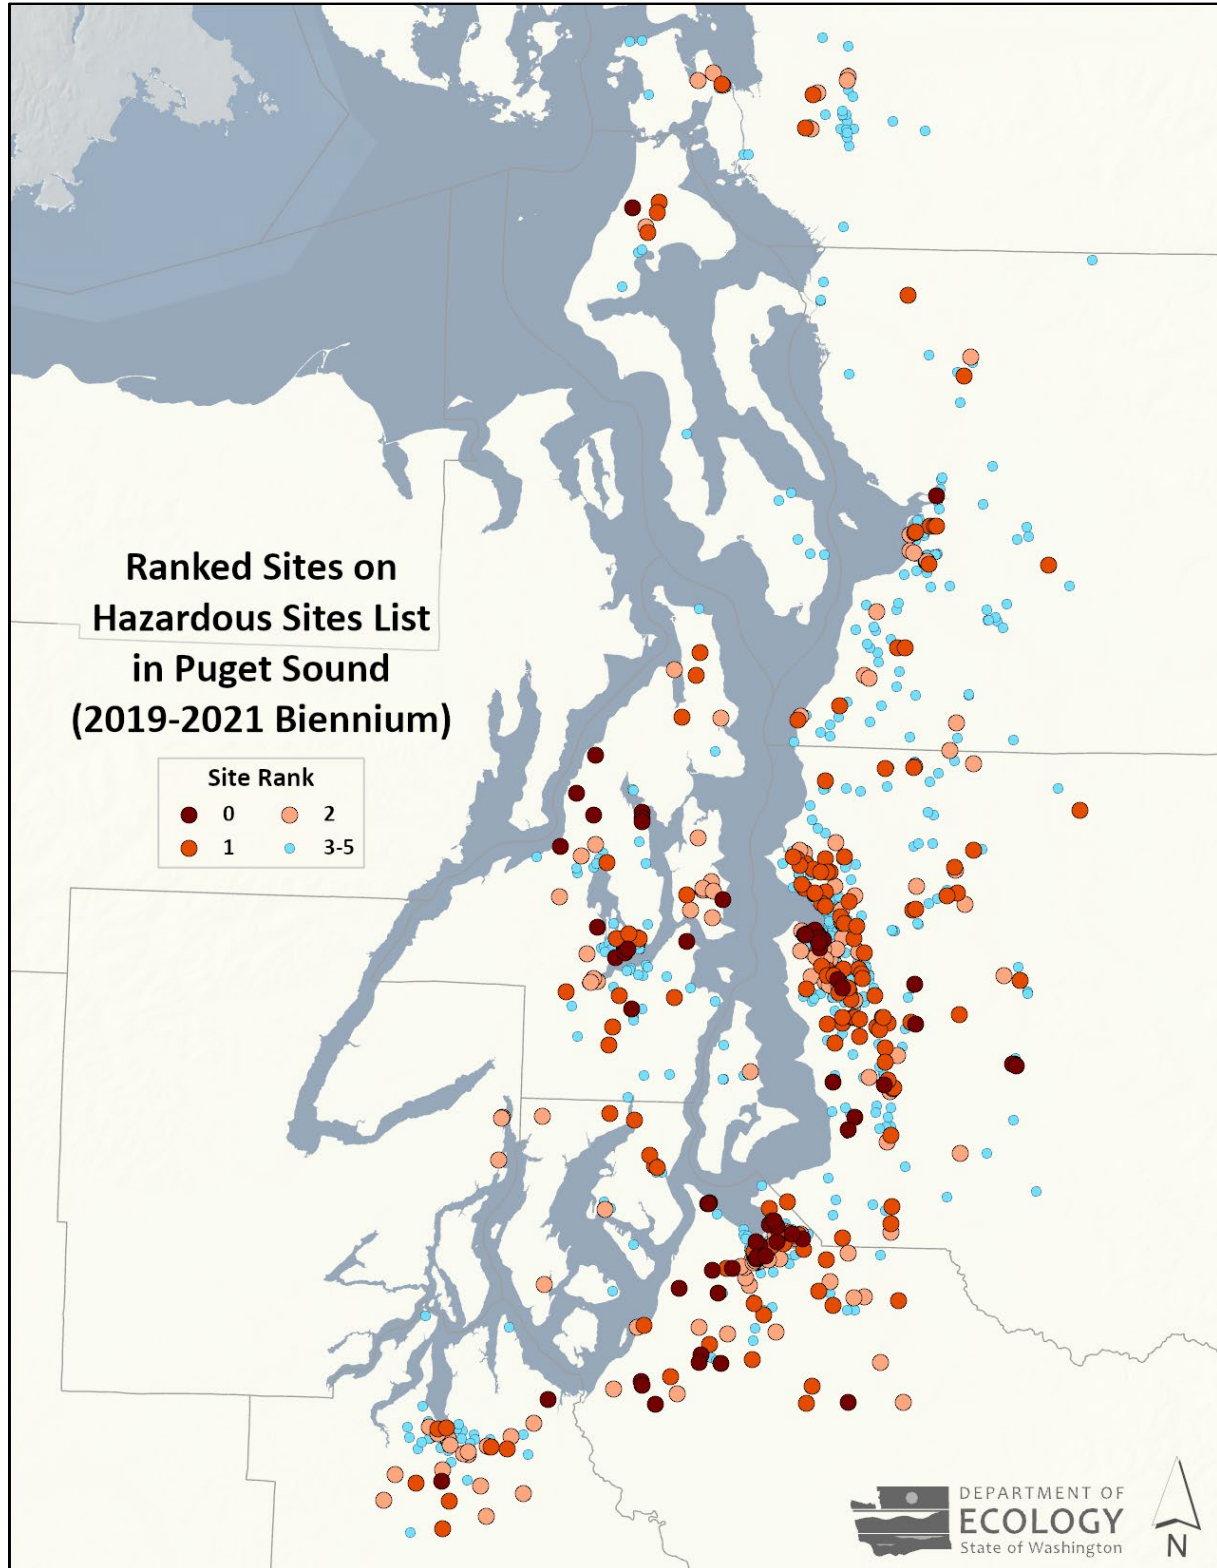 Ranked Sites on
Hazardous Sites List
in Puget Sound
(2019-2021 Biennium)
Site Rank
0 2
1 3-5
DEPARTMENT OF
ECOLOGY
State of Washington
N